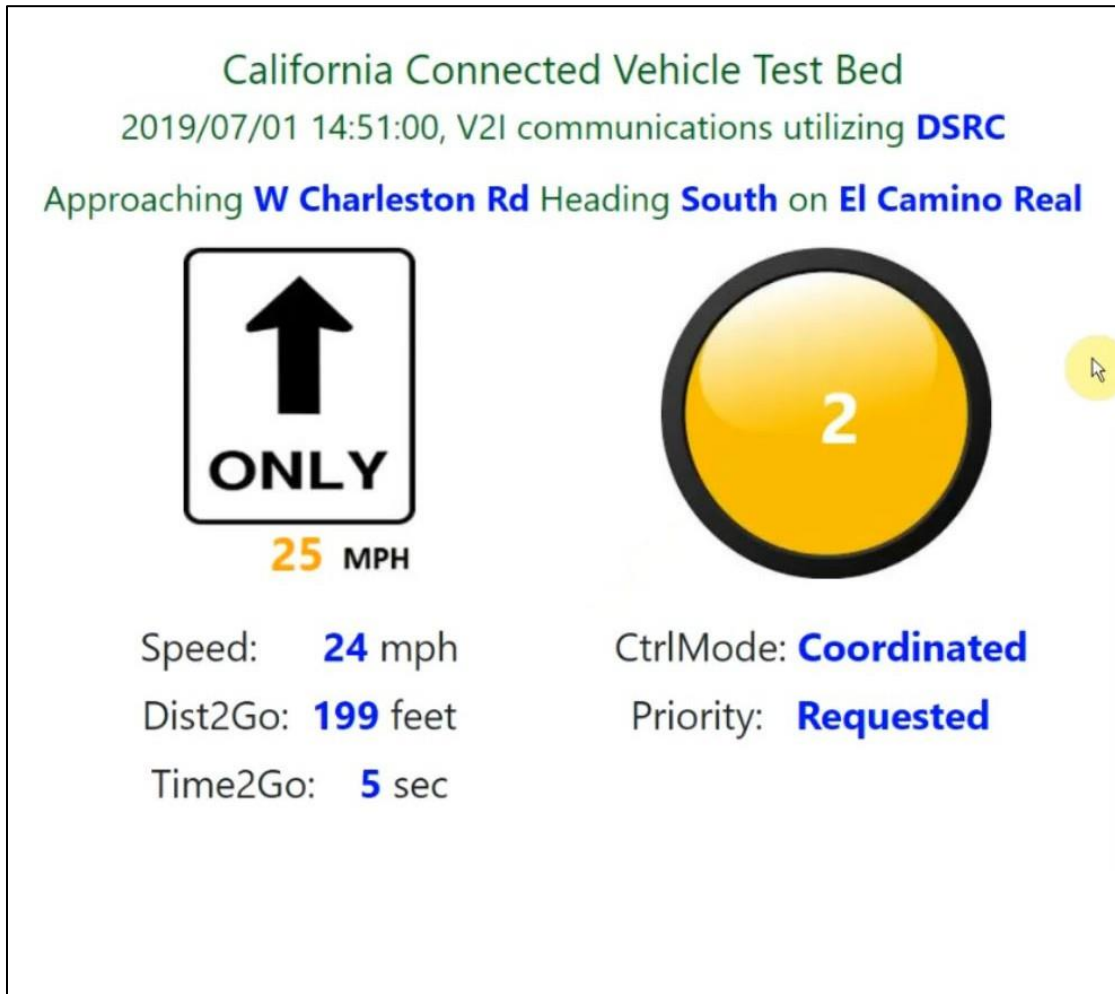 California Connected Vehicle Test Bed
2019/07/01 14:51:00, V2I communications utilizing DSRC
Approaching W Charleston Rd Heading South on El Camino Real
ONLY
25 MPH
2
Speed: 24 mph
Dist2Go: 199 feet
Time2Go: 5 sec
CtrlMode: Coordinated
Priority: Requested